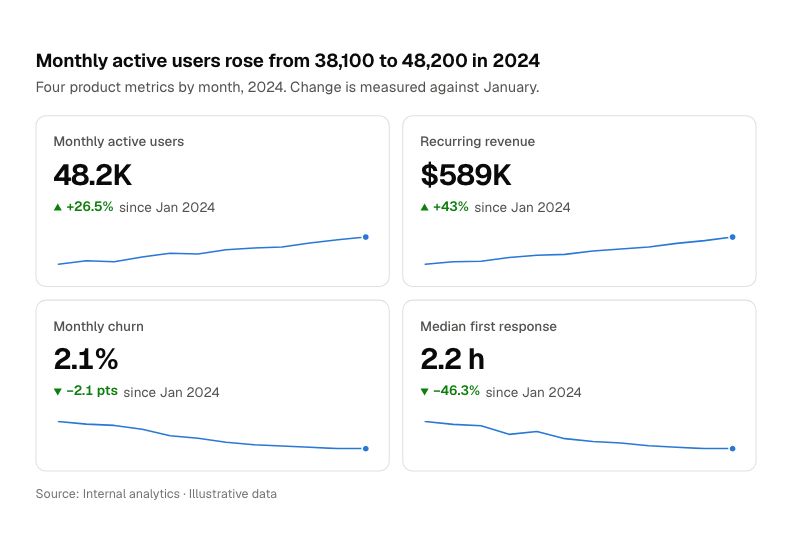 Monthly active users rose from 38,100 to 48,200 in 2024
Four product metrics by month, 2024. Change is measured against January.
Monthly active users
48.2K
▲ +26.5% since Jan 2024
Recurring revenue
$589K
▲ +43% since Jan 2024
Monthly churn
2.1%
▼ −2.1 pts since Jan 2024
Median first response
2.2 h
▼ −46.3% since Jan 2024
Source: Internal analytics · Illustrative data